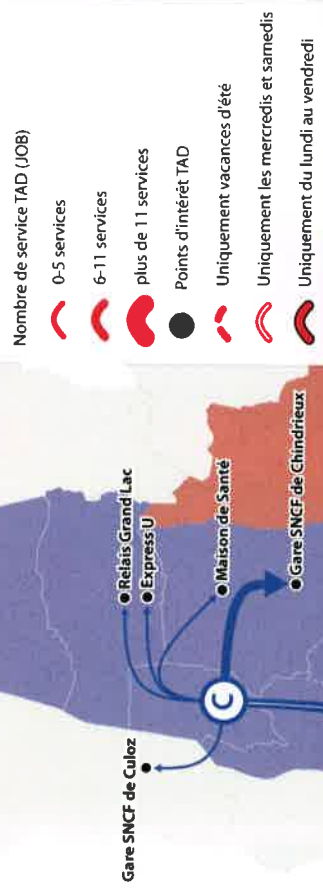 Nombre de service TAD (JOB)
0-5 services
6-11 services
plus de 11 services
Points d'intérêt TAD
Uniquement vacances d'été
Uniquement les mercredis et samedis
Uniquement du lundi au vendredi
Gare SNCF de Culoz
Relais Grand Lac
Express U
Maison de Santé
Gare SNCF de Chindrieux
C